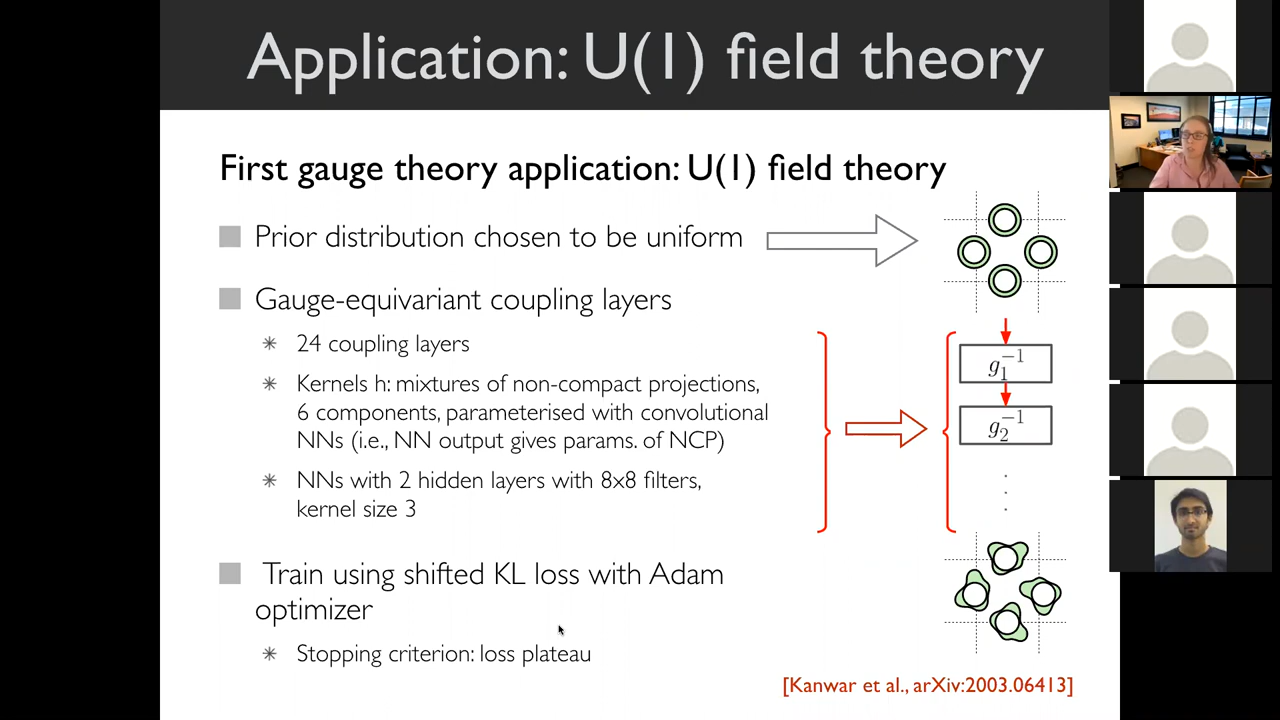 Application: U(1) field theory
First gauge theory application: U(1) field theory
Prior distribution chosen to be uniform
Gauge-equivariant coupling layers
24 coupling layers
Kernels h: mixtures of non-compact projections,
6 components, parameterised with convolutional
NNs (i.e., NN output gives params. of NCP)
NNs with 2 hidden layers with 8x8 filters,
kernel size 3
g₁⁻¹
g₂⁻¹
Train using shifted KL loss with Adam
optimizer
Stopping criterion: loss plateau
[Kanwar et al., arXiv:2003.06413]